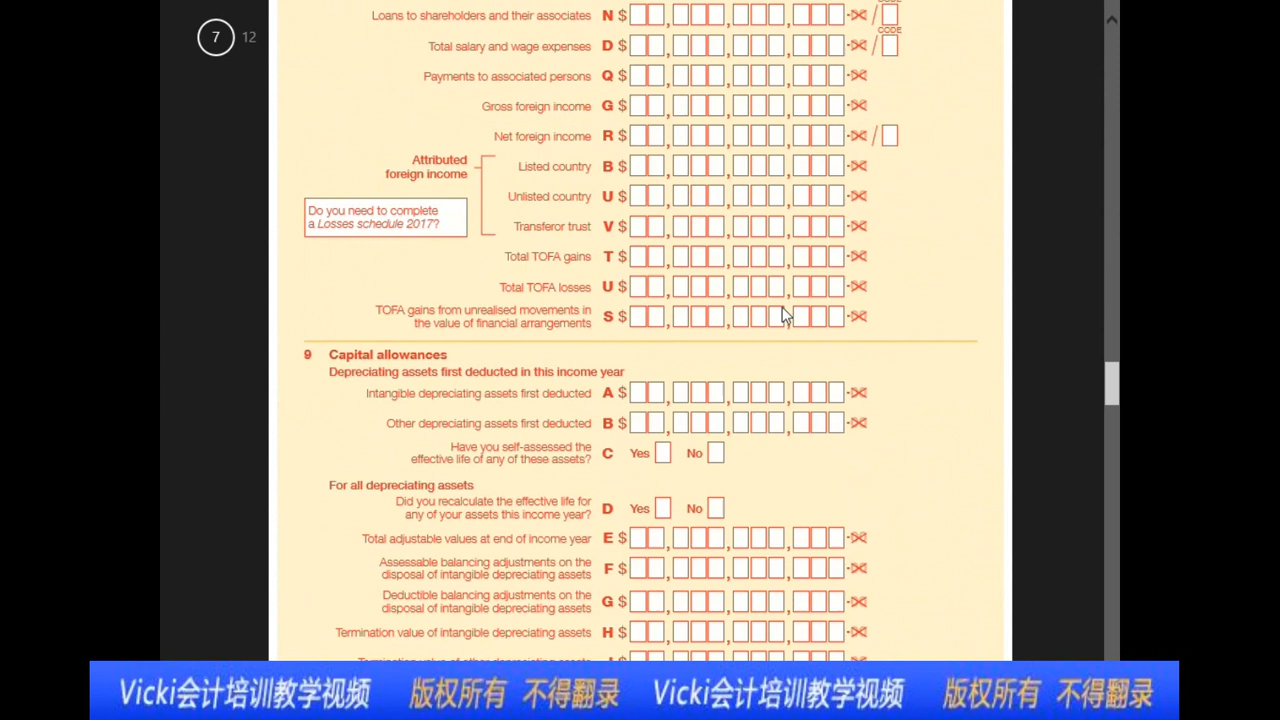 7 12
CODE
Loans to shareholders and their associates N $ , , , .00 /
CODE
Total salary and wage expenses D $ , , , .00 /
Payments to associated persons Q $ , , , .00
Gross foreign income G $ , , , .00
Net foreign income R $ , , , .00 /
Attributed
foreign income
Listed country B $ , , , .00
Unlisted country U $ , , , .00
Do you need to complete
a Losses schedule 2017?
Transferor trust V $ , , , .00
Total TOFA gains T $ , , , .00
Total TOFA losses U $ , , , .00
TOFA gains from unrealised movements in
the value of financial arrangements S $ , , , .00
9 Capital allowances
Depreciating assets first deducted in this income year
Intangible depreciating assets first deducted A $ , , , .00
Other depreciating assets first deducted B $ , , , .00
Have you self-assessed the
effective life of any of these assets? C Yes No
For all depreciating assets
Did you recalculate the effective life for
any of your assets this income year? D Yes No
Total adjustable values at end of income year E $ , , , .00
Assessable balancing adjustments on the
disposal of intangible depreciating assets F $ , , , .00
Deductible balancing adjustments on the
disposal of intangible depreciating assets G $ , , , .00
Termination value of intangible depreciating assets H $ , , , .00
Vicki会计培训教学视频 版权所有 不得翻录 Vicki会计培训教学视频 版权所有 不得翻录